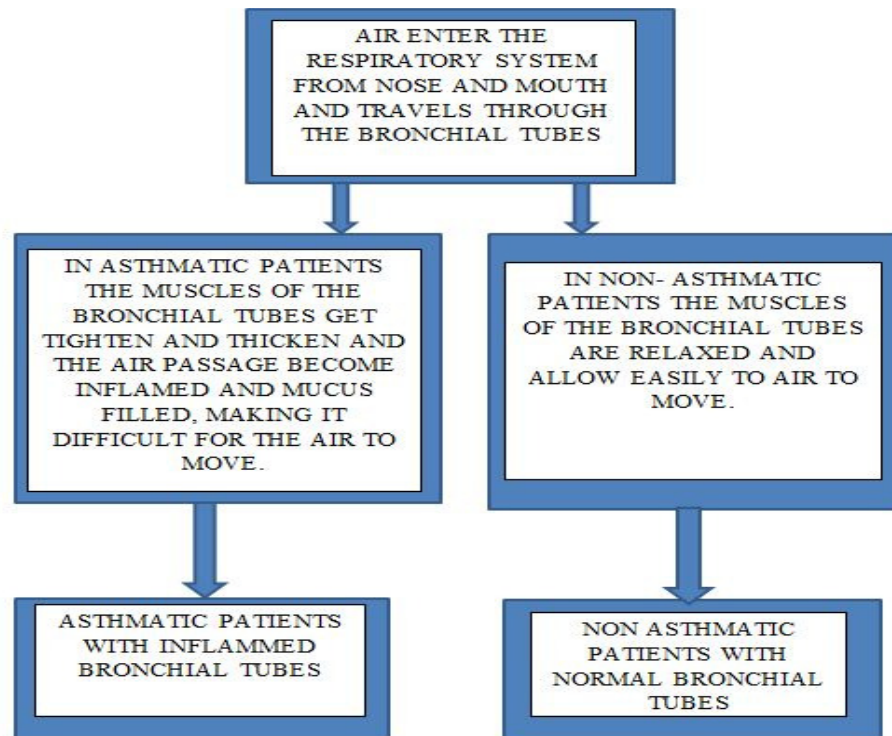 AIR ENTER THE
RESPIRATORY SYSTEM
FROM NOSE AND MOUTH
AND TRAVELS THROUGH
THE BRONCHIAL TUBES
IN ASTHMATIC PATIENTS
THE MUSCLES OF THE
BRONCHIAL TUBES GET
TIGHTEN AND THICKEN AND
THE AIR PASSAGE BECOME
INFLAMED AND MUCUS
FILLED, MAKING IT
DIFFICULT FOR THE AIR TO
MOVE.
IN NON- ASTHMATIC
PATIENTS THE MUSCLES
OF THE BRONCHIAL TUBES
ARE RELAXED AND
ALLOW EASILY TO AIR TO
MOVE.
ASTHMATIC PATIENTS
WITH INFLAMMED
BRONCHIAL TUBES
NON ASTHMATIC
PATIENTS WITH
NORMAL BRONCHIAL
TUBES